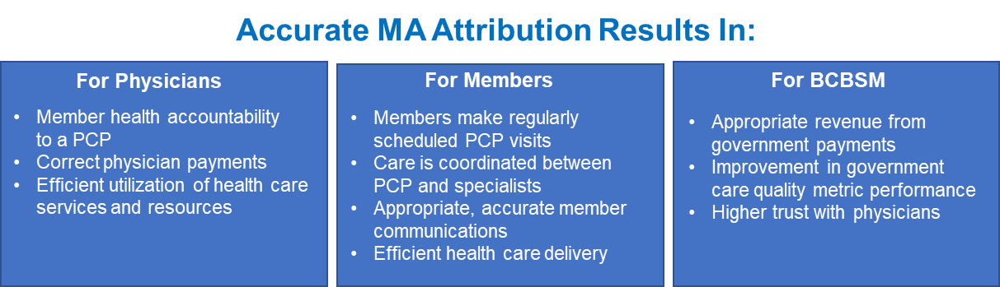 Accurate MA Attribution Results In:
For Physicians
• Member health accountability
to a PCP
• Correct physician payments
• Efficient utilization of health care
services and resources
For Members
• Members make regularly
scheduled PCP visits
• Care is coordinated between
PCP and specialists
• Appropriate, accurate member
communications
• Efficient health care delivery
For BCBSM
• Appropriate revenue from
government payments
• Improvement in government
care quality metric performance
• Higher trust with physicians